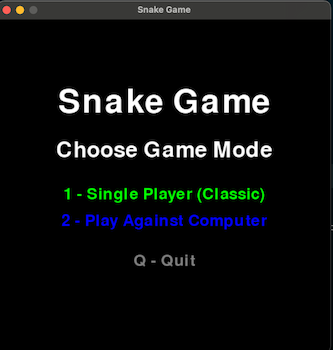 Snake Game
Snake Game
Choose Game Mode
1 - Single Player (Classic)
2 - Play Against Computer
Q - Quit